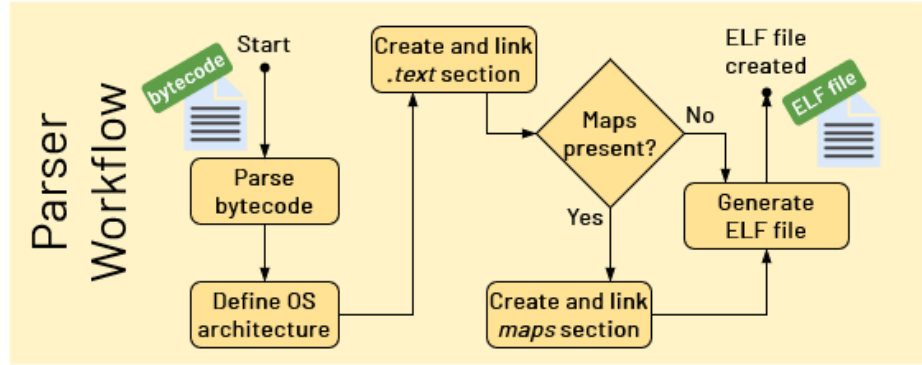 Parser
Workflow
bytecode
Start
Parse
bytecode
Define OS
architecture
Create and link
.text section
Maps
present?
No
Yes
Create and link
maps section
Generate
ELF file
ELF file
created
ELF file